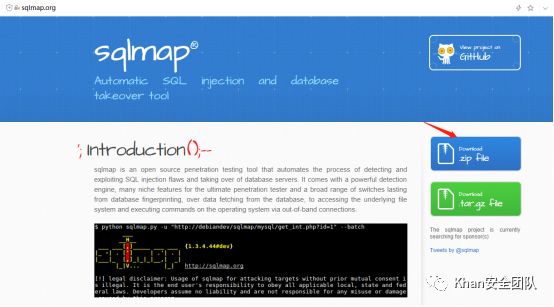 sqlmap.org
sqlmap®
Automatic SQL injection and database
takeover tool
View project on
GitHub
'; Introduction();--
sqlmap is an open source penetration testing tool that automates the process of detecting and
exploiting SQL injection flaws and taking over of database servers. It comes with a powerful detection
engine, many niche features for the ultimate penetration tester and a broad range of switches lasting
from database fingerprinting, over data fetching from the database, to accessing the underlying file
system and executing commands on the operating system via out-of-band connections.
Download
zip file
Download
tar.gz file
The sqlmap project is currently
searching for sponsor(s)
Tweets by @sqlmap
$ python sqlmap.py -u "http://debiandev/sqlmap/mysql/get_int.php?id=1" --batch
{1.3.4.44#dev}
http://sqlmap.org
[!] legal disclaimer: Usage of sqlmap for attacking targets without prior mutual consent i
s illegal. It is the end user's responsibility to obey all applicable local, state and fed
eral laws. Developers assume no liability and are not responsible for any misuse or damage
Khan安全团队